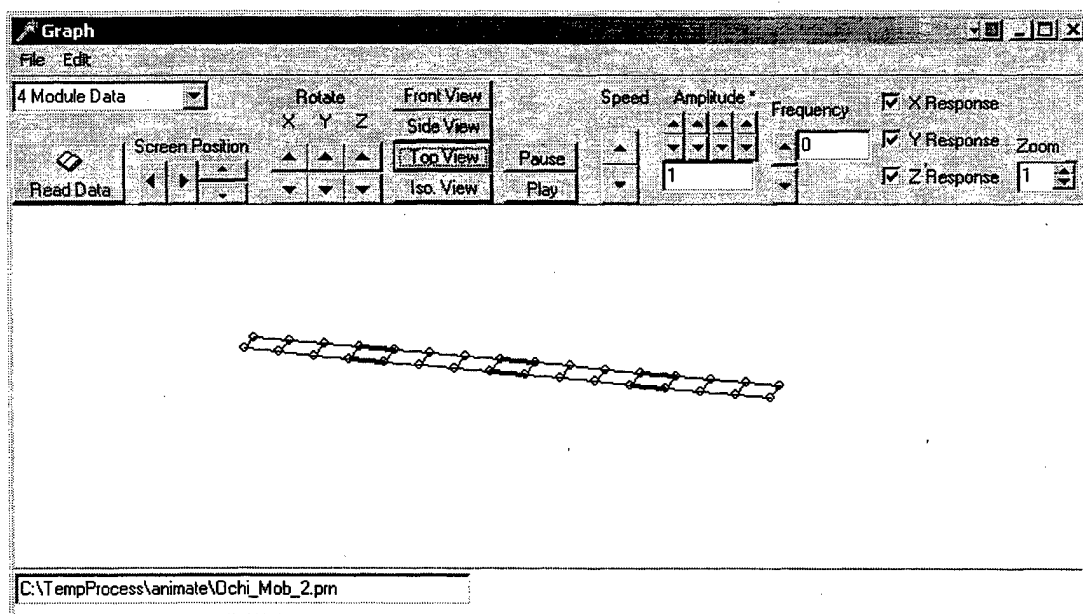 Graph
File Edit
4 Module Data
Read Data
Screen Position
Rotate
X Y Z
Front View
Side View
Top View
Iso. View
Pause
Play
Speed
Amplitude *
1
Frequency
0
X Response
Y Response
Z Response
Zoom
1
C:\TempProcess\animate\Ochi_Mob_2.prn